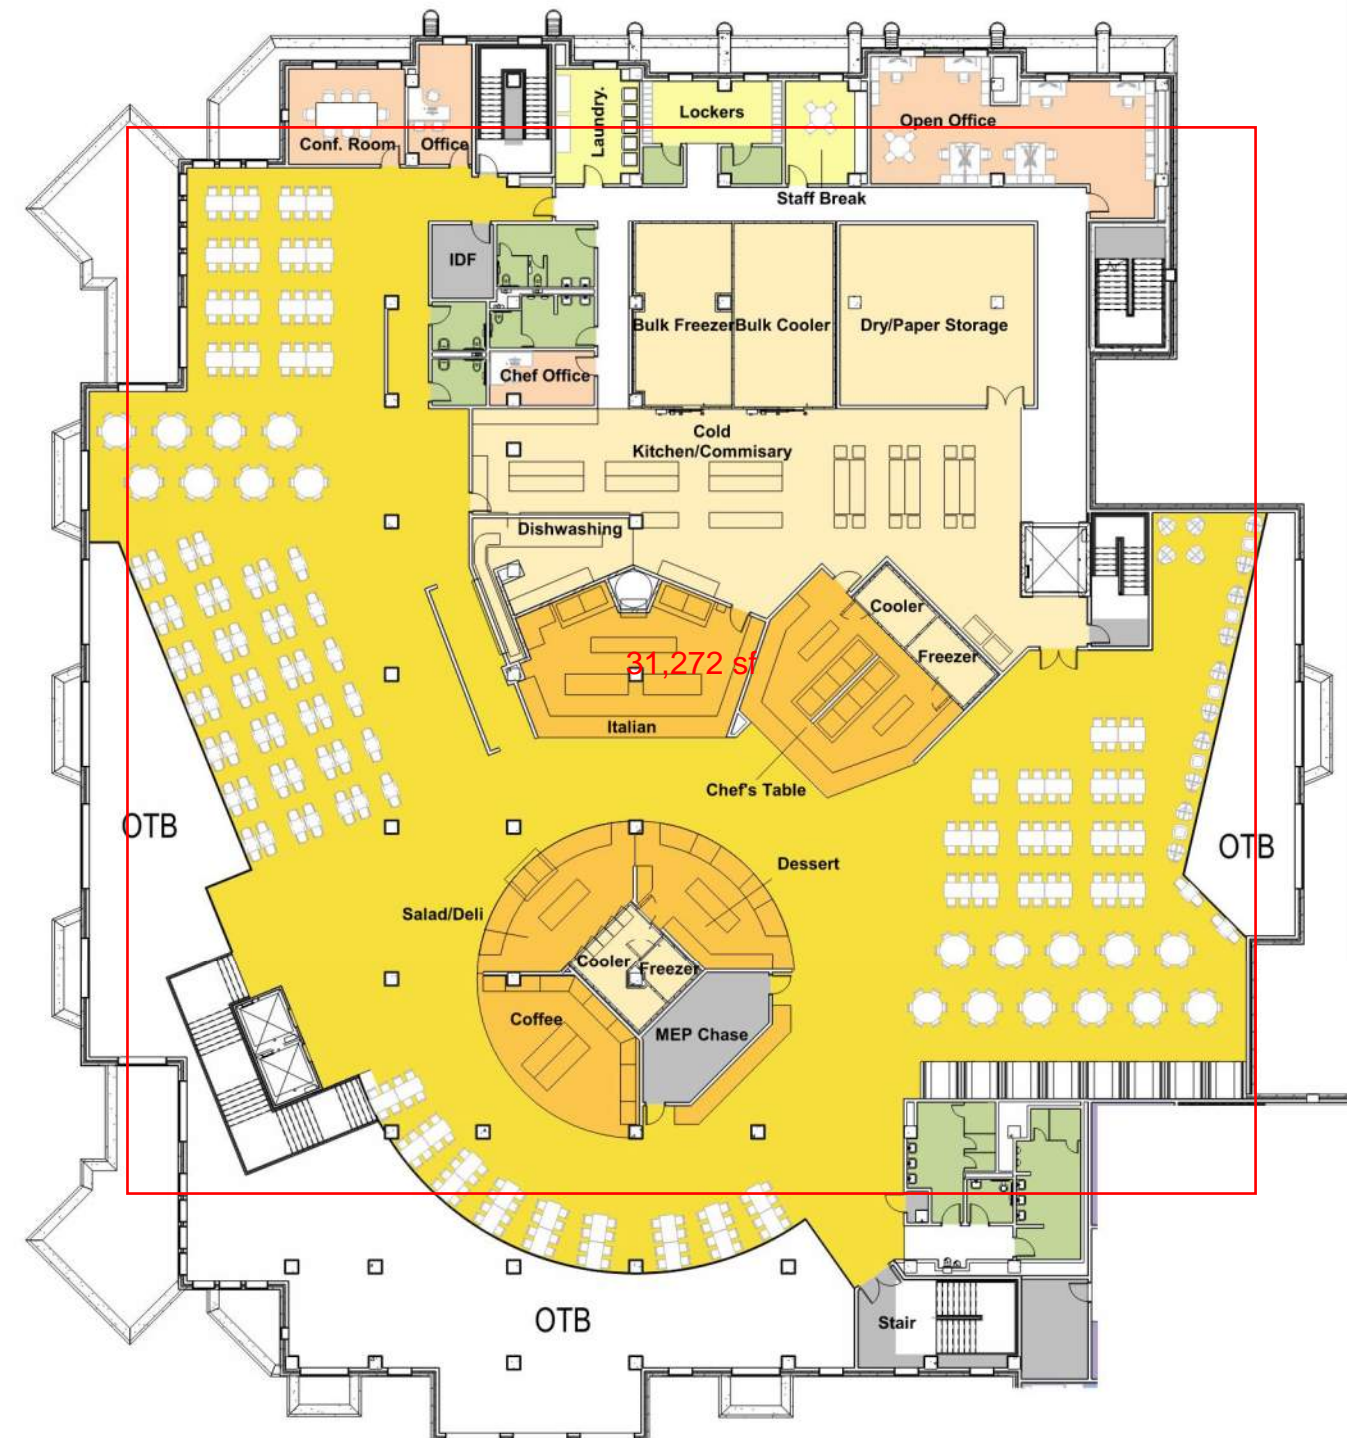 Laundry.
Lockers
Open Office
Conf. Room
Office
Staff Break
IDF
Bulk Freezer
Bulk Cooler
Dry/Paper Storage
Chef Office
Cold
Kitchen/Commisary
Dishwashing
Cooler
Freezer
31,272 sf
Italian
Chef's Table
OTB
OTB
Dessert
Salad/Deli
Cooler
Freezer
Coffee
MEP Chase
OTB
Stair